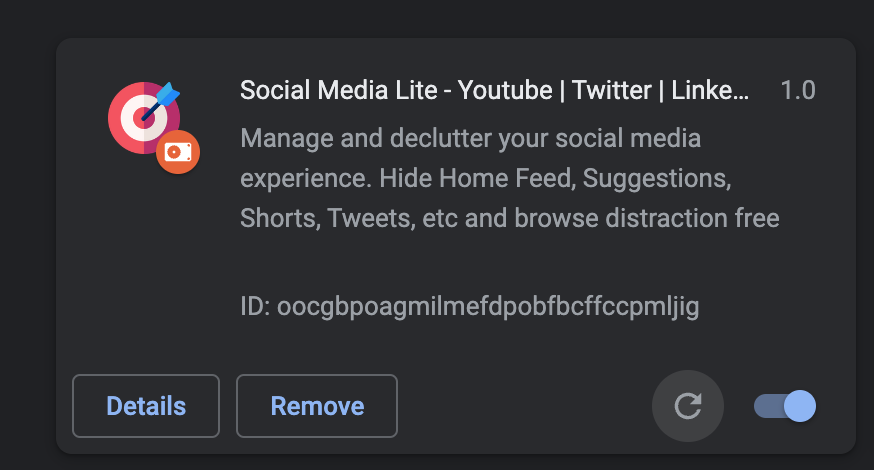 Social Media Lite - Youtube | Twitter | Linke... 1.0
Manage and declutter your social media
experience. Hide Home Feed, Suggestions,
Shorts, Tweets, etc and browse distraction free
ID: oocgbpoagmilmefdpobfbcffccpmljig
Details Remove